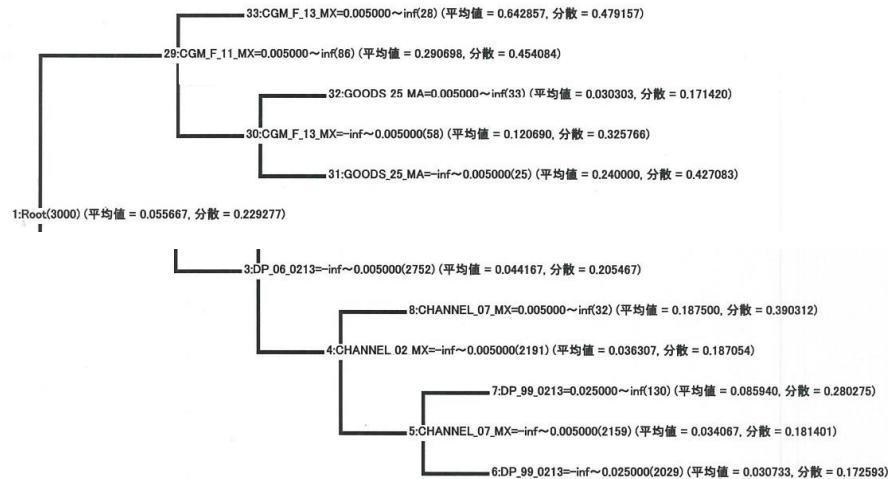 33:CGM_F_13_MX=0.005000～inf(28) (平均値 = 0.642857, 分散 = 0.479157)
29:CGM_F_11_MX=0.005000～inf(86) (平均値 = 0.290698, 分散 = 0.454084)
32:GOODS_25_MA=0.005000～inf(33) (平均値 = 0.030303, 分散 = 0.171420)
30:CGM_F_13_MX=-inf～0.005000(58) (平均値 = 0.120690, 分散 = 0.325766)
31:GOODS_25_MA=-inf～0.005000(25) (平均値 = 0.240000, 分散 = 0.427083)
1:Root(3000) (平均値 = 0.055667, 分散 = 0.229277)
3:DP_06_0213=-inf～0.005000(2752) (平均値 = 0.044167, 分散 = 0.205467)
8:CHANNEL_07_MX=0.005000～inf(32) (平均値 = 0.187500, 分散 = 0.390312)
4:CHANNEL_02_MX=-inf～0.005000(2191) (平均値 = 0.036307, 分散 = 0.187054)
7:DP_99_0213=0.025000～inf(130) (平均値 = 0.085940, 分散 = 0.280275)
5:CHANNEL_07_MX=-inf～0.005000(2159) (平均値 = 0.034067, 分散 = 0.181401)
6:DP_99_0213=-inf～0.025000(2029) (平均値 = 0.030733, 分散 = 0.172593)